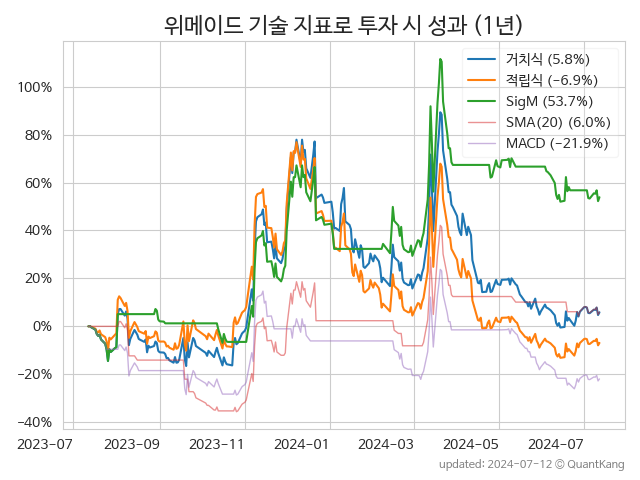 위메이드 기술 지표로 투자 시 성과 (1년)
거치식 (5.8%)
적립식 (−6.9%)
SigM (53.7%)
SMA(20) (6.0%)
MACD (−21.9%)
100%
80%
60%
40%
20%
0%
−20%
−40%
2023-07
2023-09
2023-11
2024-01
2024-03
2024-05
2024-07
updated: 2024-07-12 © QuantKang